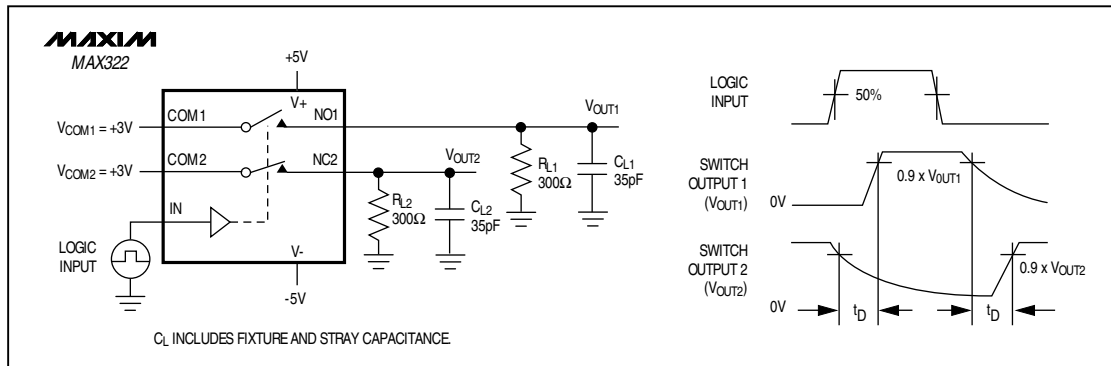 MAXIM
MAX322
+5V
V+
COM1
NO1
VCOM1 = +3V
VOUT1
COM2
NC2
VCOM2 = +3V
VOUT2
RL1
300Ω
CL1
35pF
IN
RL2
300Ω
CL2
35pF
LOGIC
INPUT
V-
-5V
CL INCLUDES FIXTURE AND STRAY CAPACITANCE.
LOGIC
INPUT
50%
SWITCH
OUTPUT 1
(VOUT1)
0V
0.9 x VOUT1
SWITCH
OUTPUT 2
(VOUT2)
0V
0.9 x VOUT2
tD
tD